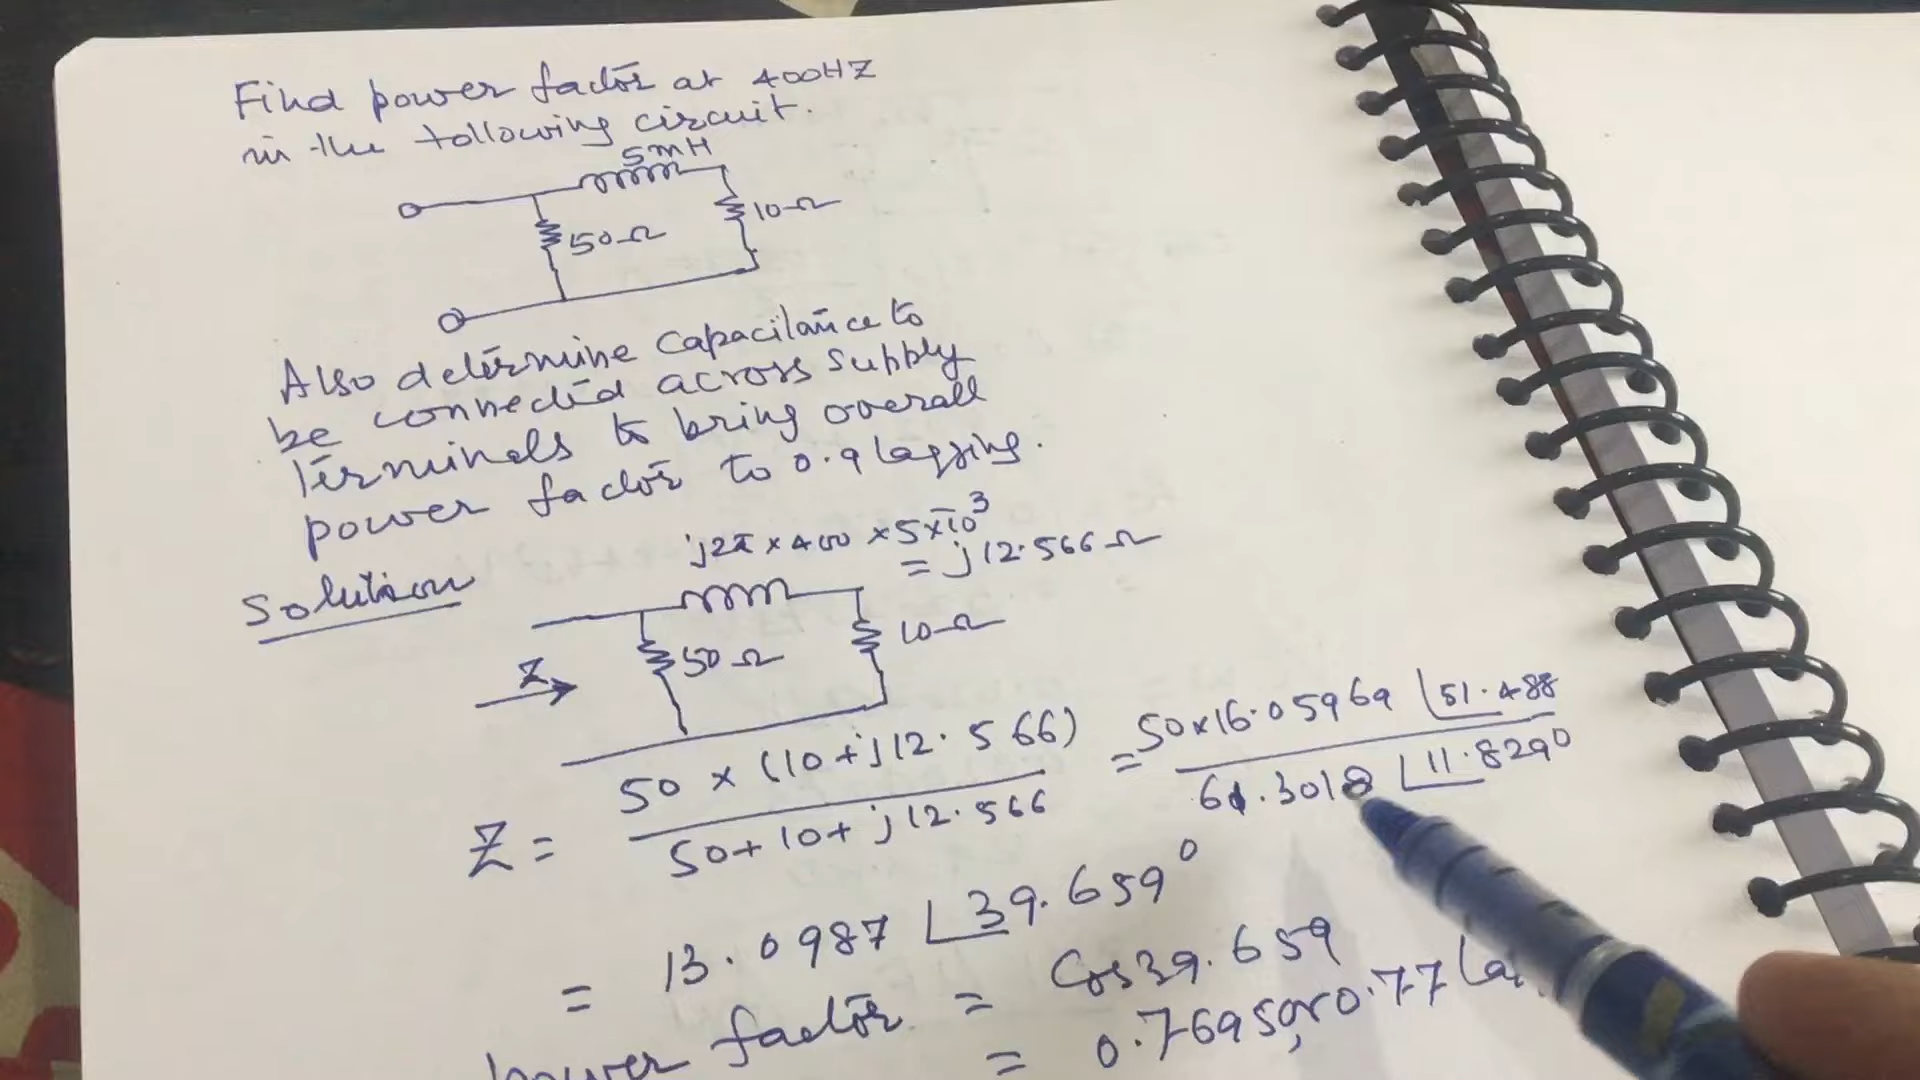 Find power factor at 400HZ
in the following circuit.
5mH
10Ω
50Ω
Also determine capacitance to
be connected across supply
terminals to bring overall
power factor to 0.9 lagging.
Solution
j2π × 400 × 5×10⁻³
= j12.566Ω
Z
50Ω
10Ω
Z = 50 × (10+j12.566) / 50+10+j12.566 = 50×16.05969 ∠51.488 / 61.3018 ∠11.829°
= 13.0987 ∠39.659°
power factor = Cos39.659
= 0.7695, or 0.77